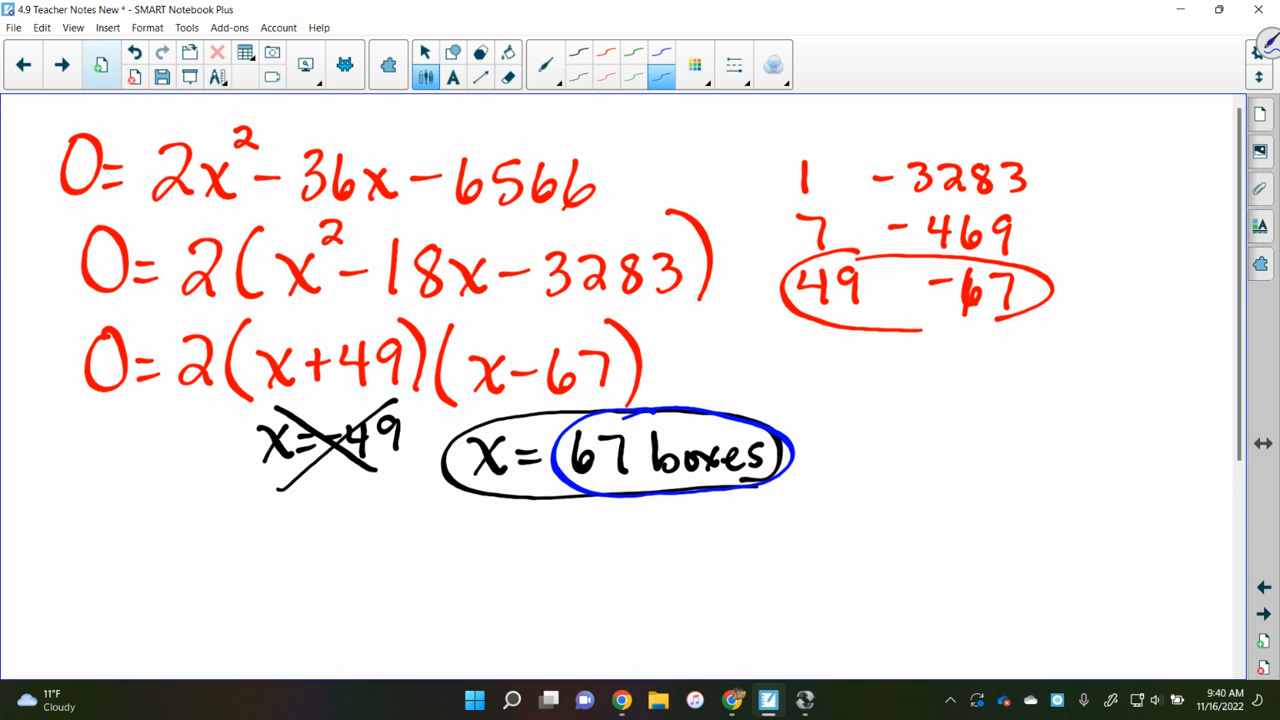 4.9 Teacher Notes New * - SMART Notebook Plus
File Edit View Insert Format Tools Add-ons Account Help
0= 2x² - 36x - 6566
0= 2(x² - 18x - 3283)
0= 2(x+49)(x-67)
x=-49 x= 67 boxes
1 -3283
7 -469
49 -67
11°F
Cloudy
9:40 AM
11/16/2022